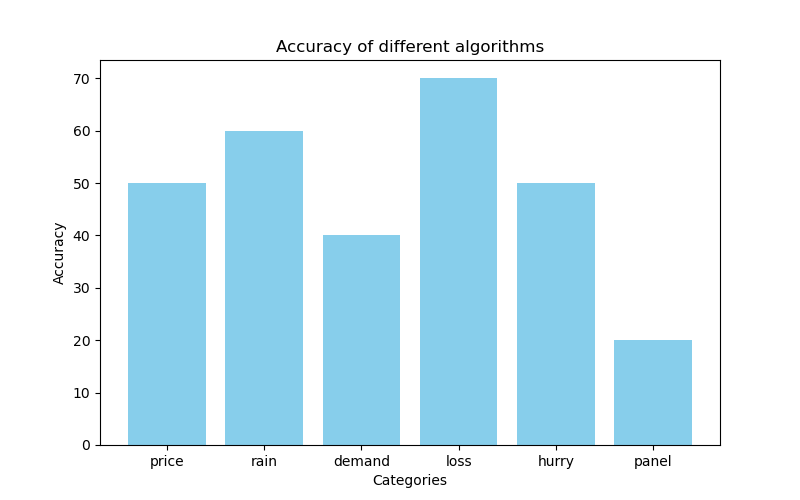 Accuracy of different algorithms
Accuracy
70
60
50
40
30
20
10
0
price rain demand loss hurry panel
Categories